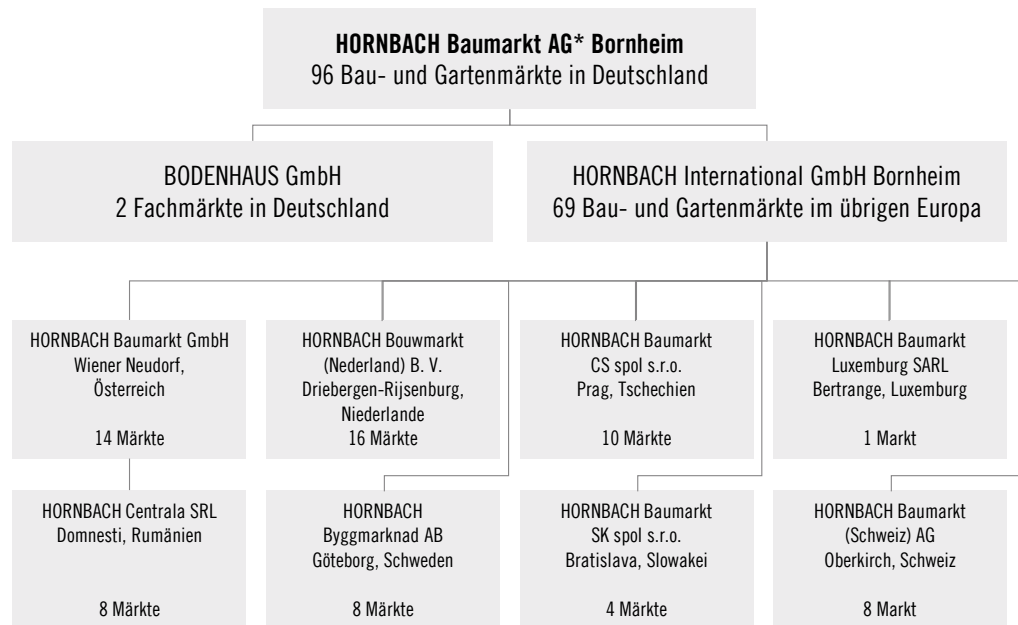 HORNBACH Baumarkt AG* Bornheim
96 Bau- und Gartenmärkte in Deutschland
BODENHAUS GmbH
2 Fachmärkte in Deutschland
HORNBACH International GmbH Bornheim
69 Bau- und Gartenmärkte im übrigen Europa
HORNBACH Baumarkt GmbH
Wiener Neudorf,
Österreich
14 Märkte
HORNBACH Bouwmarkt
(Nederland) B. V.
Driebergen-Rijsenburg,
Niederlande
16 Märkte
HORNBACH Baumarkt
CS spol s.r.o.
Prag, Tschechien
10 Märkte
HORNBACH Baumarkt
Luxemburg SARL
Bertrange, Luxemburg
1 Markt
HORNBACH Centrala SRL
Domnesti, Rumänien
8 Märkte
HORNBACH
Byggmarknad AB
Göteborg, Schweden
8 Märkte
HORNBACH Baumarkt
SK spol s.r.o.
Bratislava, Slowakei
4 Märkte
HORNBACH Baumarkt
(Schweiz) AG
Oberkirch, Schweiz
8 Markt